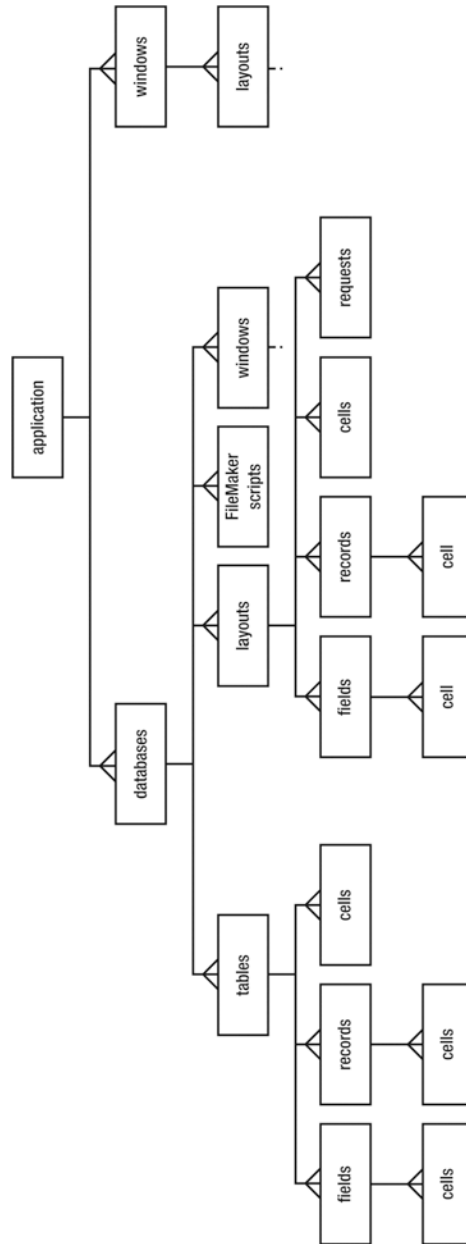 application
databases
windows
tables
layouts
FileMaker
scripts
windows
layouts
fields
records
cells
fields
records
cells
requests
cells
cells
cell
cell